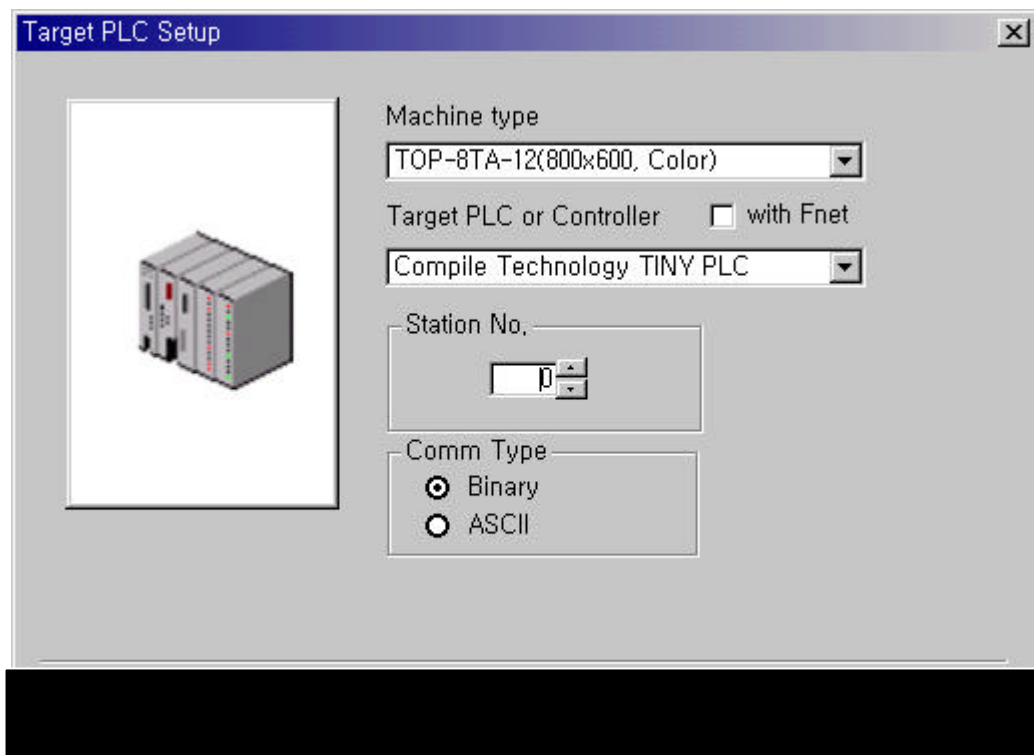 Target PLC Setup
Machine type
TOP-8TA-12(800x600, Color)
Target PLC or Controller with Fnet
Compile Technology TINY PLC
Station No.
0
Comm Type
Binary
ASCII